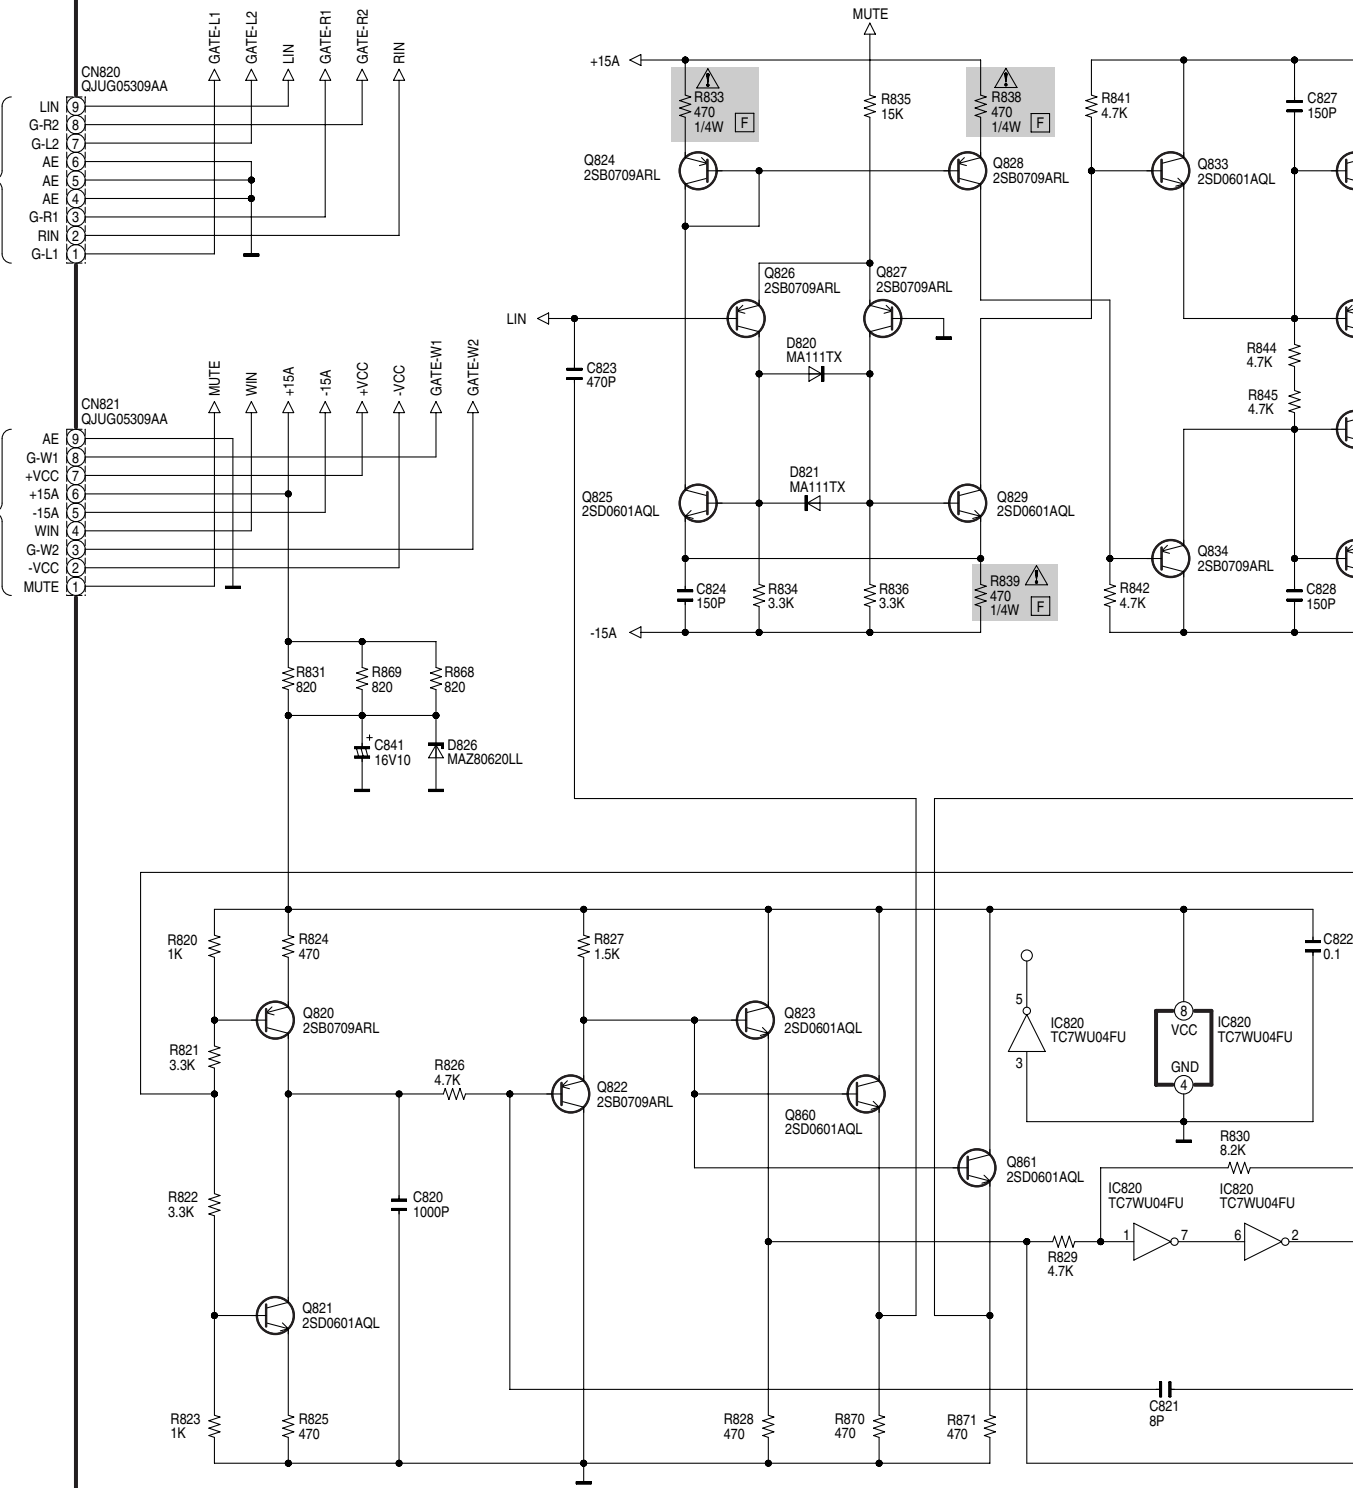 GATE-L1
GATE-L2
LIN
GATE-R1
GATE-R2
RIN
CN820
QJUG05309AA
LIN 9
G-R2 8
G-L2 7
AE 6
AE 5
AE 4
G-R1 3
RIN 2
G-L1 1
MUTE
WIN
+15A
-15A
+VCC
-VCC
GATE-W1
GATE-W2
CN821
QJUG05309AA
AE 9
G-W1 8
+VCC 7
+15A 6
-15A 5
WIN 4
G-W2 3
-VCC 2
MUTE 1
MUTE
+15A
R833
470
1/4W F
R835
15K
R838
470
1/4W F
R841
4.7K
C827
150P
Q824
2SB0709ARL
Q828
2SB0709ARL
Q833
2SD0601AQL
Q826
2SB0709ARL
Q827
2SB0709ARL
LIN
D820
MA111TX
C823
470P
R844
4.7K
R845
4.7K
D821
MA111TX
Q825
2SD0601AQL
Q829
2SD0601AQL
Q834
2SB0709ARL
C824
150P
R834
3.3K
R836
3.3K
R839
470
1/4W F
R842
4.7K
C828
150P
-15A
R831
820
R869
820
R868
820
+
C841
16V10
D826
MAZ80620LL
R820
1K
R824
470
R827
1.5K
C822
0.1
Q820
2SB0709ARL
Q823
2SD0601AQL
5
3
IC820
TC7WU04FU
8
VCC
GND
4
IC820
TC7WU04FU
R821
3.3K
R826
4.7K
Q822
2SB0709ARL
Q860
2SD0601AQL
Q861
2SD0601AQL
R830
8.2K
R822
3.3K
C820
1000P
IC820
TC7WU04FU
IC820
TC7WU04FU
1
7
6
2
R829
4.7K
Q821
2SD0601AQL
C821
8P
R823
1K
R825
470
R828
470
R870
470
R871
470